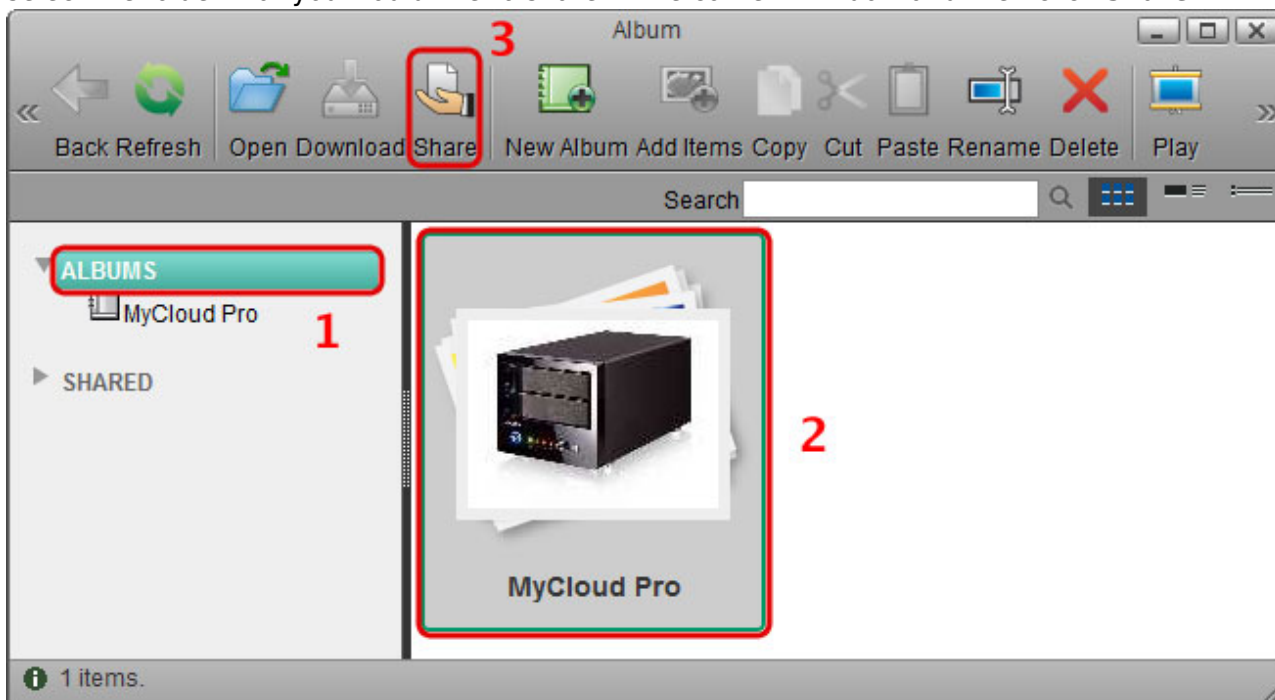 Album
3
Back Refresh Open Download Share New Album Add Items Copy Cut Paste Rename Delete Play
Search
ALBUMS
MyCloud Pro
1
SHARED
2
MyCloud Pro
1 items.